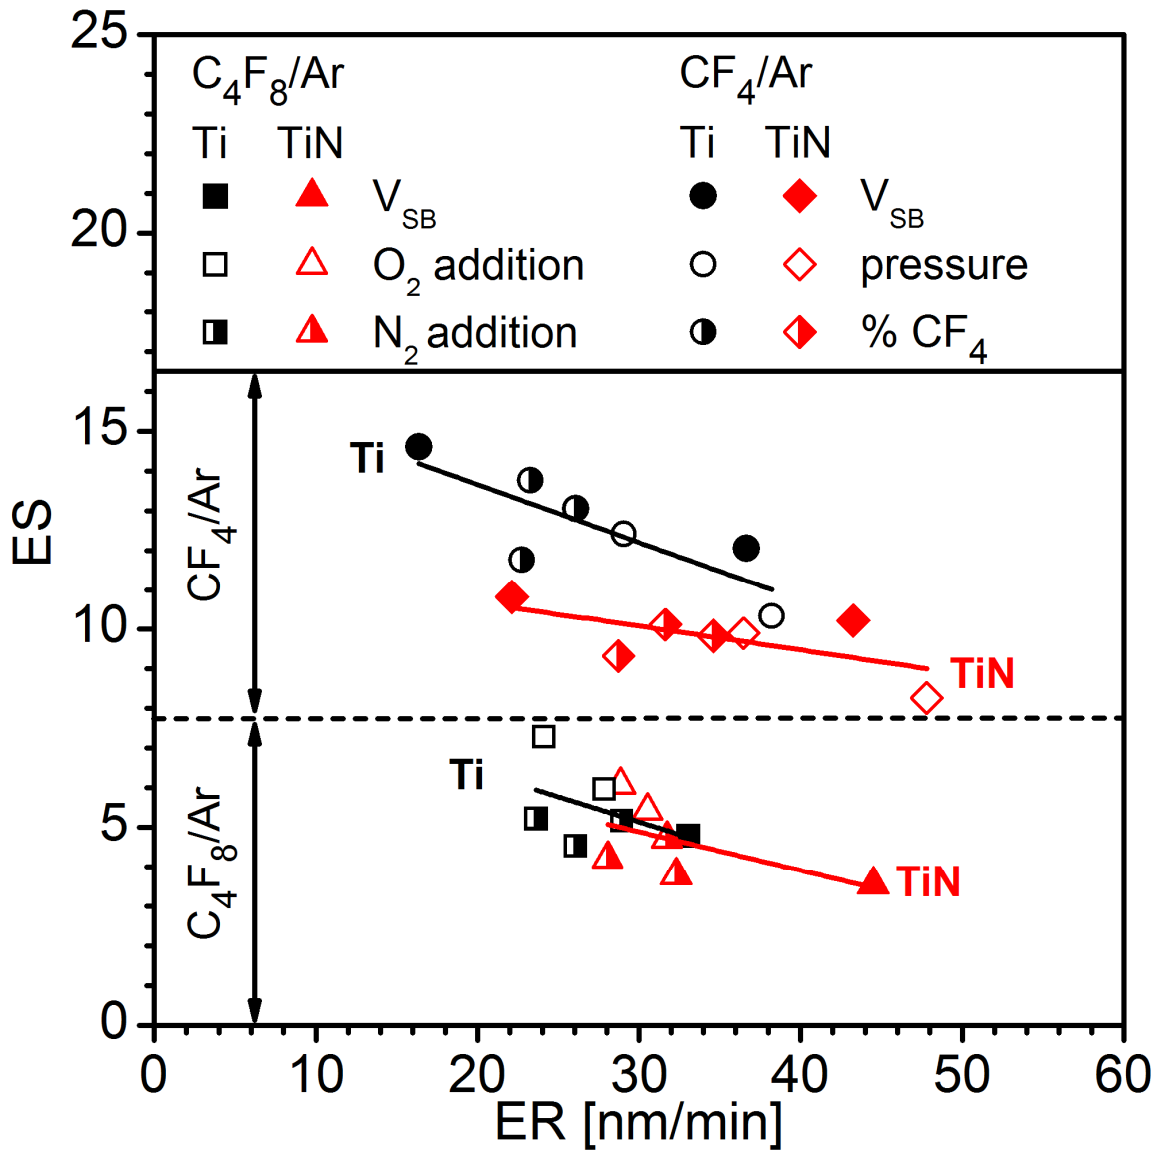 25
C₄F₈/Ar CF₄/Ar
Ti TiN Ti TiN
V_SB V_SB
20
O₂ addition pressure
N₂ addition % CF₄
15
Ti
CF₄/Ar
ES
10
TiN
Ti
5
C₄F₈/Ar
TiN
0
0 10 20 30 40 50 60
ER [nm/min]